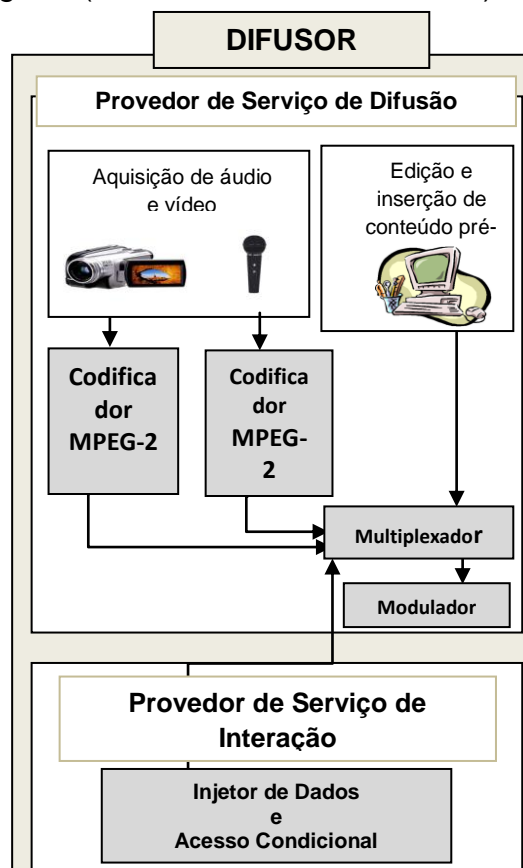 DIFUSOR
Provedor de Serviço de Difusão
Aquisição de áudio
e vídeo
Edição e
inserção de
conteúdo pré-
Codifica
dor
MPEG-2
Codifica
dor
MPEG-
2
Multiplexador
Modulador
Provedor de Serviço de
Interação
Injetor de Dados
e
Acesso Condicional